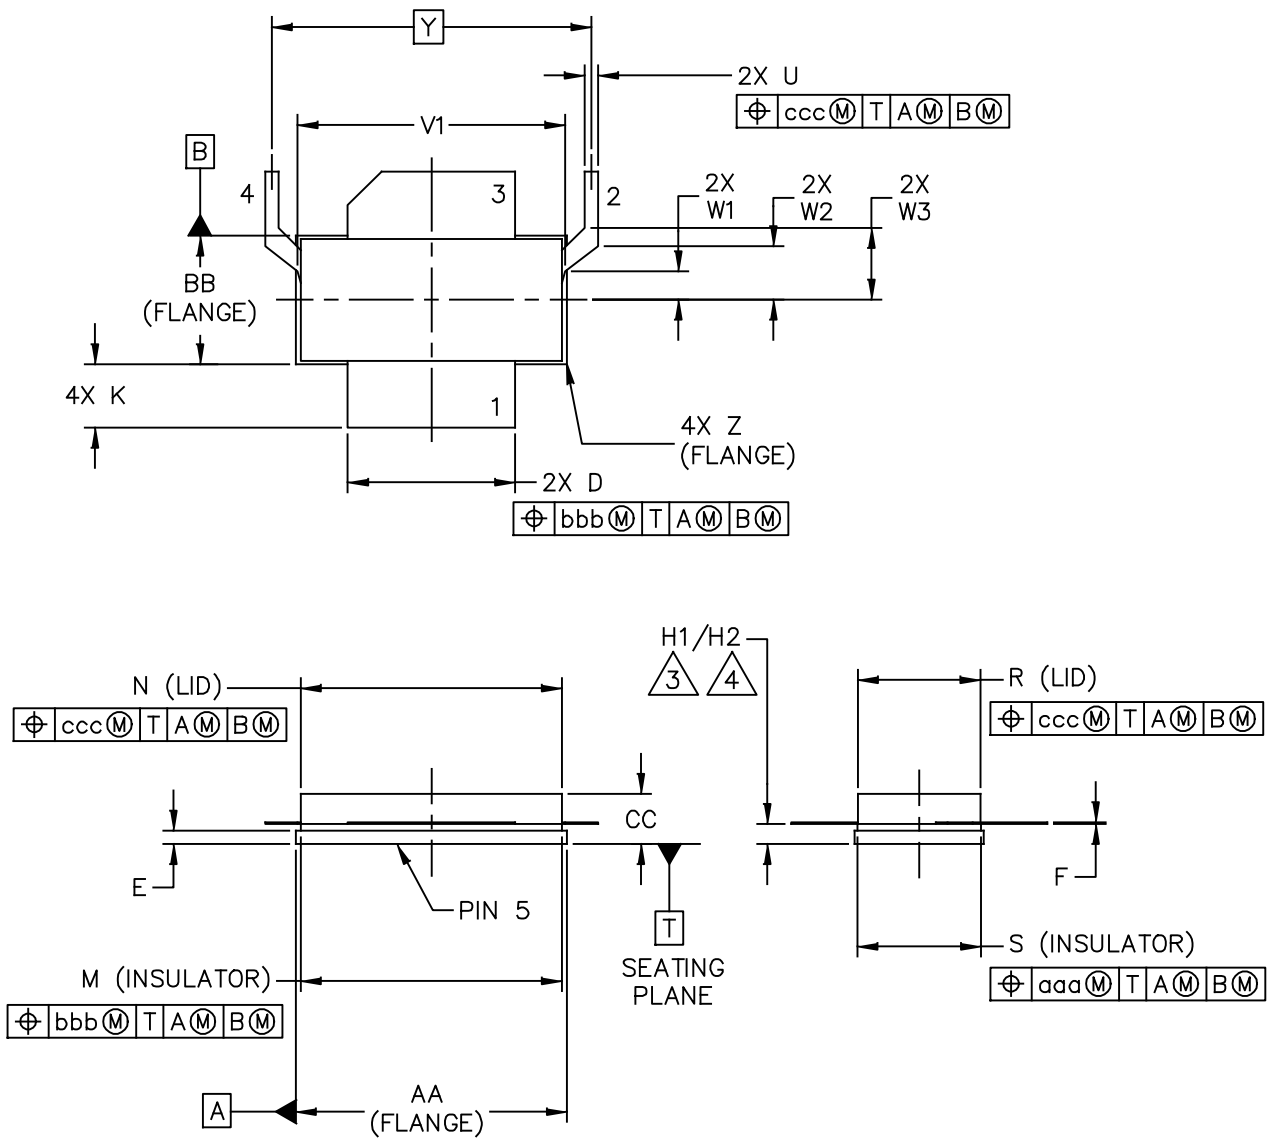 Y
2X U
⌖ ccc Ⓜ T A Ⓜ B Ⓜ
V1
B
4
3
2
2X
W1
2X
W2
2X
W3
BB
(FLANGE)
4X K
1
4X Z
(FLANGE)
2X D
⌖ bbb Ⓜ T A Ⓜ B Ⓜ
H1/H2
3 4
N (LID)
⌖ ccc Ⓜ T A Ⓜ B Ⓜ
R (LID)
⌖ ccc Ⓜ T A Ⓜ B Ⓜ
CC
E
F
PIN 5
T
SEATING
PLANE
S (INSULATOR)
⌖ aaa Ⓜ T A Ⓜ B Ⓜ
M (INSULATOR)
⌖ bbb Ⓜ T A Ⓜ B Ⓜ
A
AA
(FLANGE)